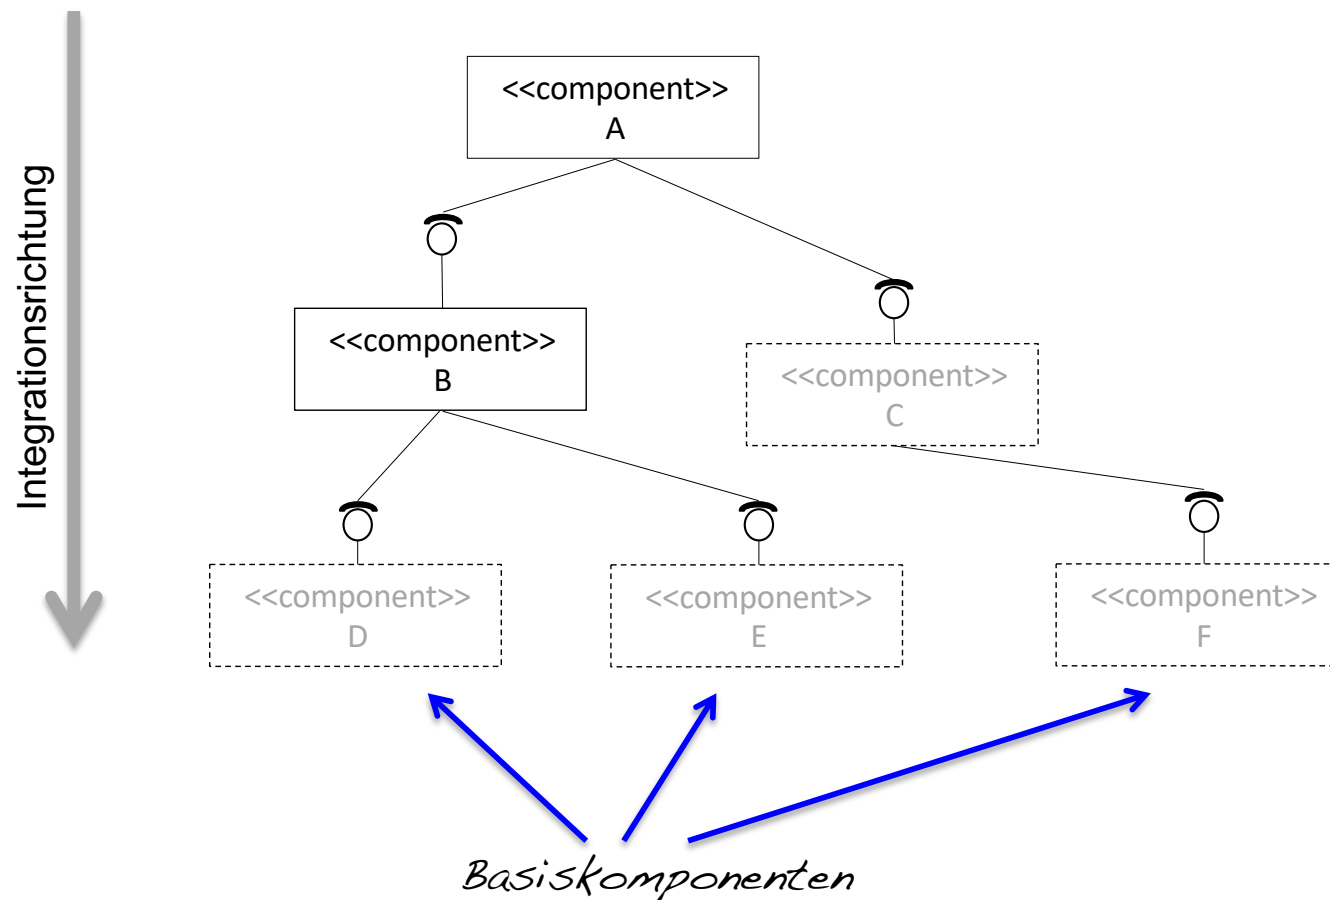 Integrationsrichtung
<<component>>
A
<<component>>
B
<<component>>
C
<<component>>
D
<<component>>
E
<<component>>
F
Basiskomponenten